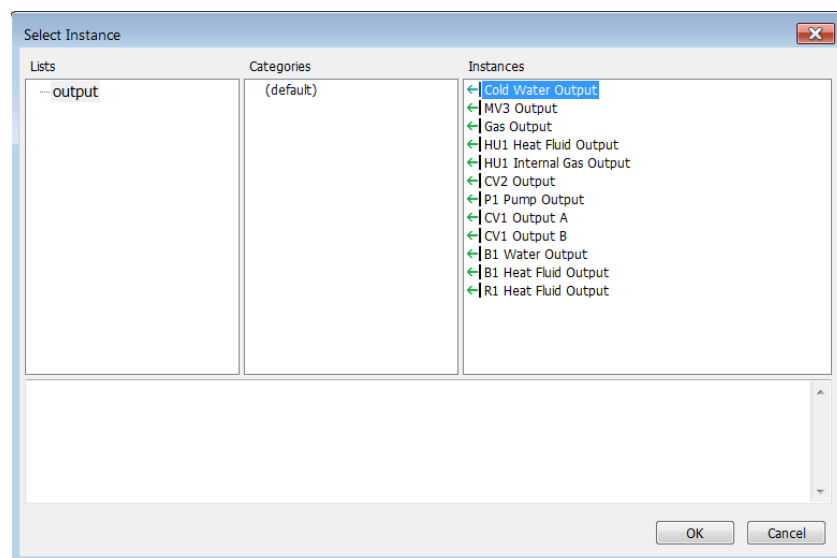 Select Instance
Lists
Categories
Instances
output
(default)
Cold Water Output
MV3 Output
Gas Output
HU1 Heat Fluid Output
HU1 Internal Gas Output
CV2 Output
P1 Pump Output
CV1 Output A
CV1 Output B
B1 Water Output
B1 Heat Fluid Output
R1 Heat Fluid Output
OK
Cancel